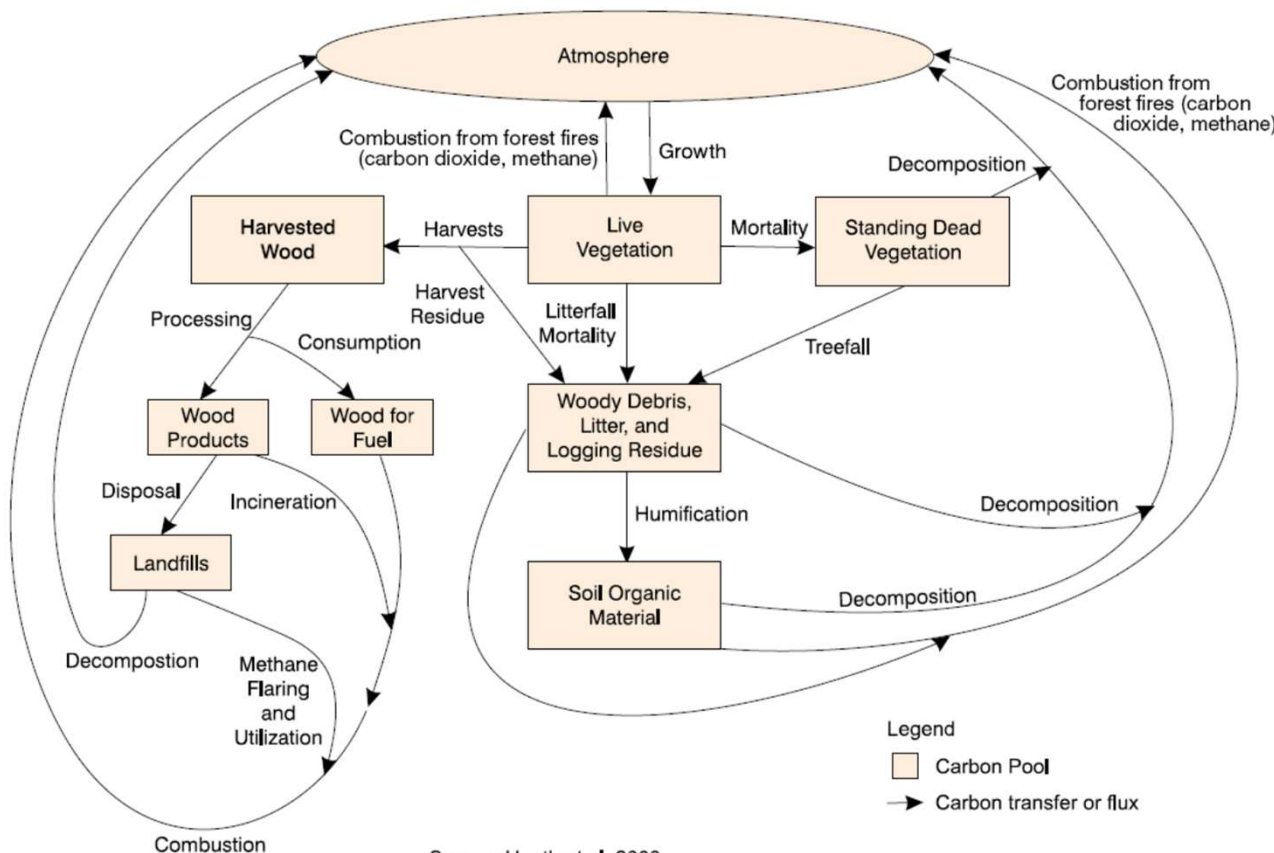 Atmosphere
Combustion from forest fires
(carbon dioxide, methane)
Growth
Combustion from
forest fires (carbon
dioxide, methane)
Decomposition
Harvested
Wood
Harvests
Live
Vegetation
Mortality
Standing Dead
Vegetation
Harvest
Residue
Litterfall
Mortality
Treefall
Processing
Consumption
Wood
Products
Wood for
Fuel
Woody Debris,
Litter, and
Logging Residue
Disposal
Incineration
Humification
Decomposition
Landfills
Soil Organic
Material
Decomposition
Decompostion
Methane
Flaring
and
Utilization
Combustion
Legend
Carbon Pool
Carbon transfer or flux